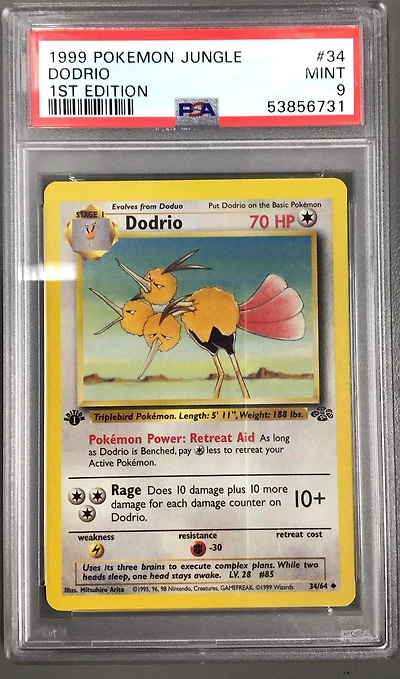 1999 POKEMON JUNGLE #34
DODRIO MINT
1ST EDITION 9
PSA 53856731
Evolves from Doduo Put Dodrio on the Basic Pokémon
STAGE 1 Dodrio 70 HP
EDITION 1
Triplebird Pokémon. Length: 5' 11", Weight: 188 lbs.
Pokémon Power: Retreat Aid As long
as Dodrio is Benched, pay less to retreat your
Active Pokémon.
Rage Does 10 damage plus 10 more
damage for each damage counter on 10+
Dodrio.
weakness resistance retreat cost
-30
Uses its three brains to execute complex plans. While two
heads sleep, one head stays awake. LV. 28 #85
Illus. Mitsuhiro Arita ©1995, 96, 98 Nintendo, Creatures, GAMEFREAK. ©1999 Wizards. 34/64